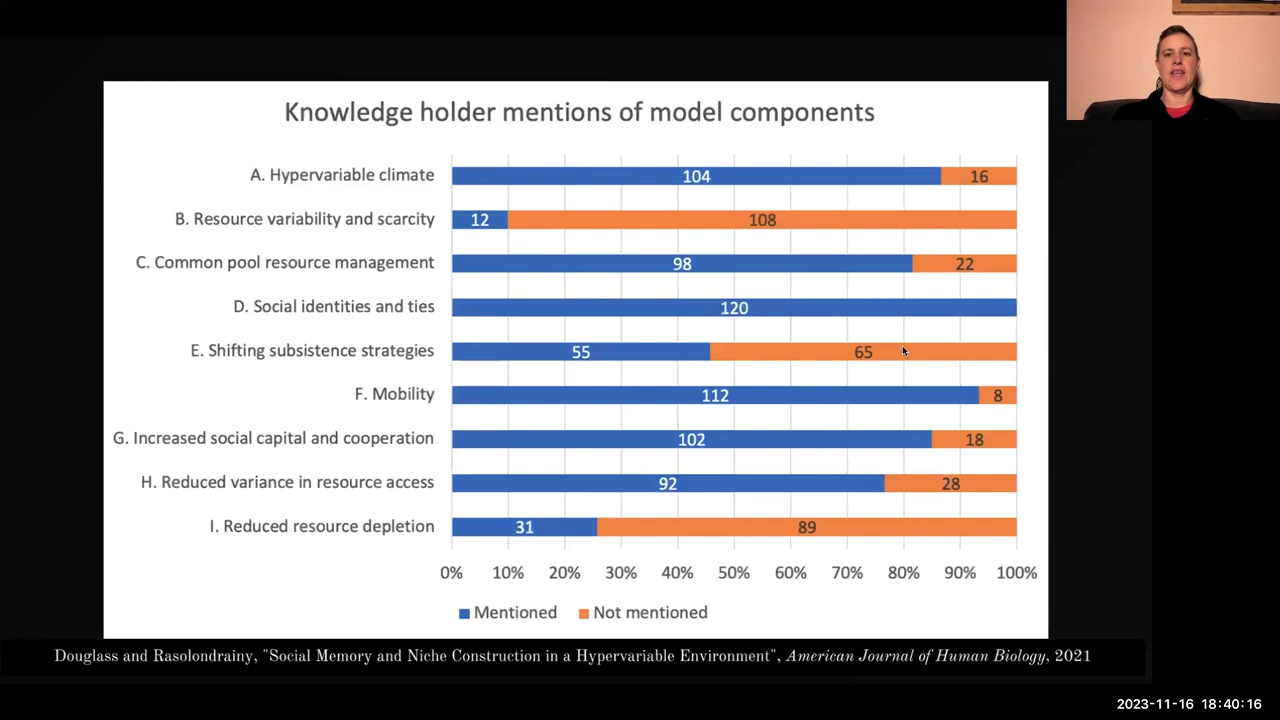 Knowledge holder mentions of model components
A. Hypervariable climate 104 16
B. Resource variability and scarcity 12 108
C. Common pool resource management 98 22
D. Social identities and ties 120
E. Shifting subsistence strategies 55 65
F. Mobility 112 8
G. Increased social capital and cooperation 102 18
H. Reduced variance in resource access 92 28
I. Reduced resource depletion 31 89
0% 10% 20% 30% 40% 50% 60% 70% 80% 90% 100%
Mentioned Not mentioned
Douglass and Rasolondrainy, "Social Memory and Niche Construction in a Hypervariable Environment", American Journal of Human Biology, 2021
2023-11-16 18:40:16